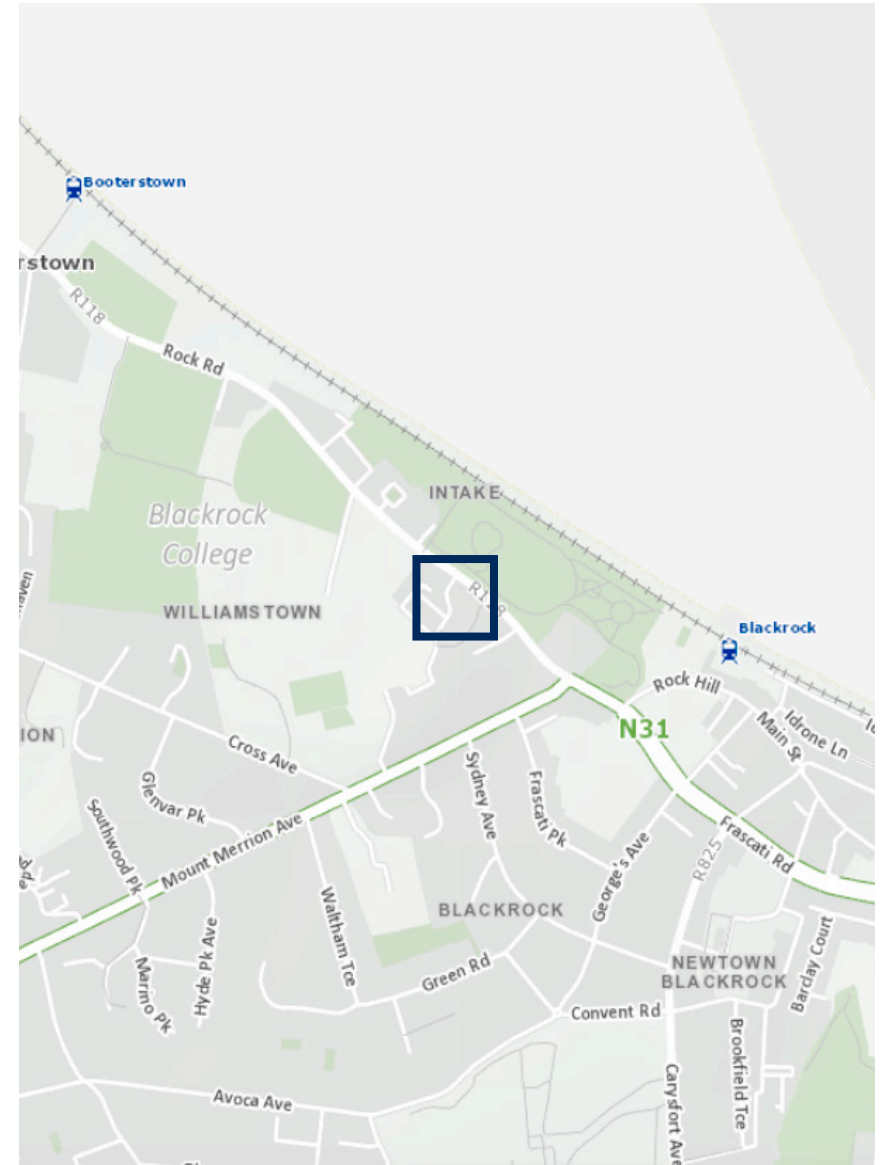 Booterstown
rstown
R118
Rock Rd
INTAKE
Blackrock
College
haven
WILLIAMSTOWN
R118
Blackrock
Rock Hill
ION
N31
Idrone Ln
Main St
Cross Ave
Glenvar Pk
Sydney Ave
Frascati Pk
Southwood Pk
Mount Merrion Ave
George's Ave
Frascati Rd
R825
Waltham Tce
BLACKROCK
Hyde Pk Ave
Marino Pk
Green Rd
NEWTOWN
BLACKROCK
Barclay Court
Convent Rd
Brookfield Tce
Carysfort Ave
Avoca Ave